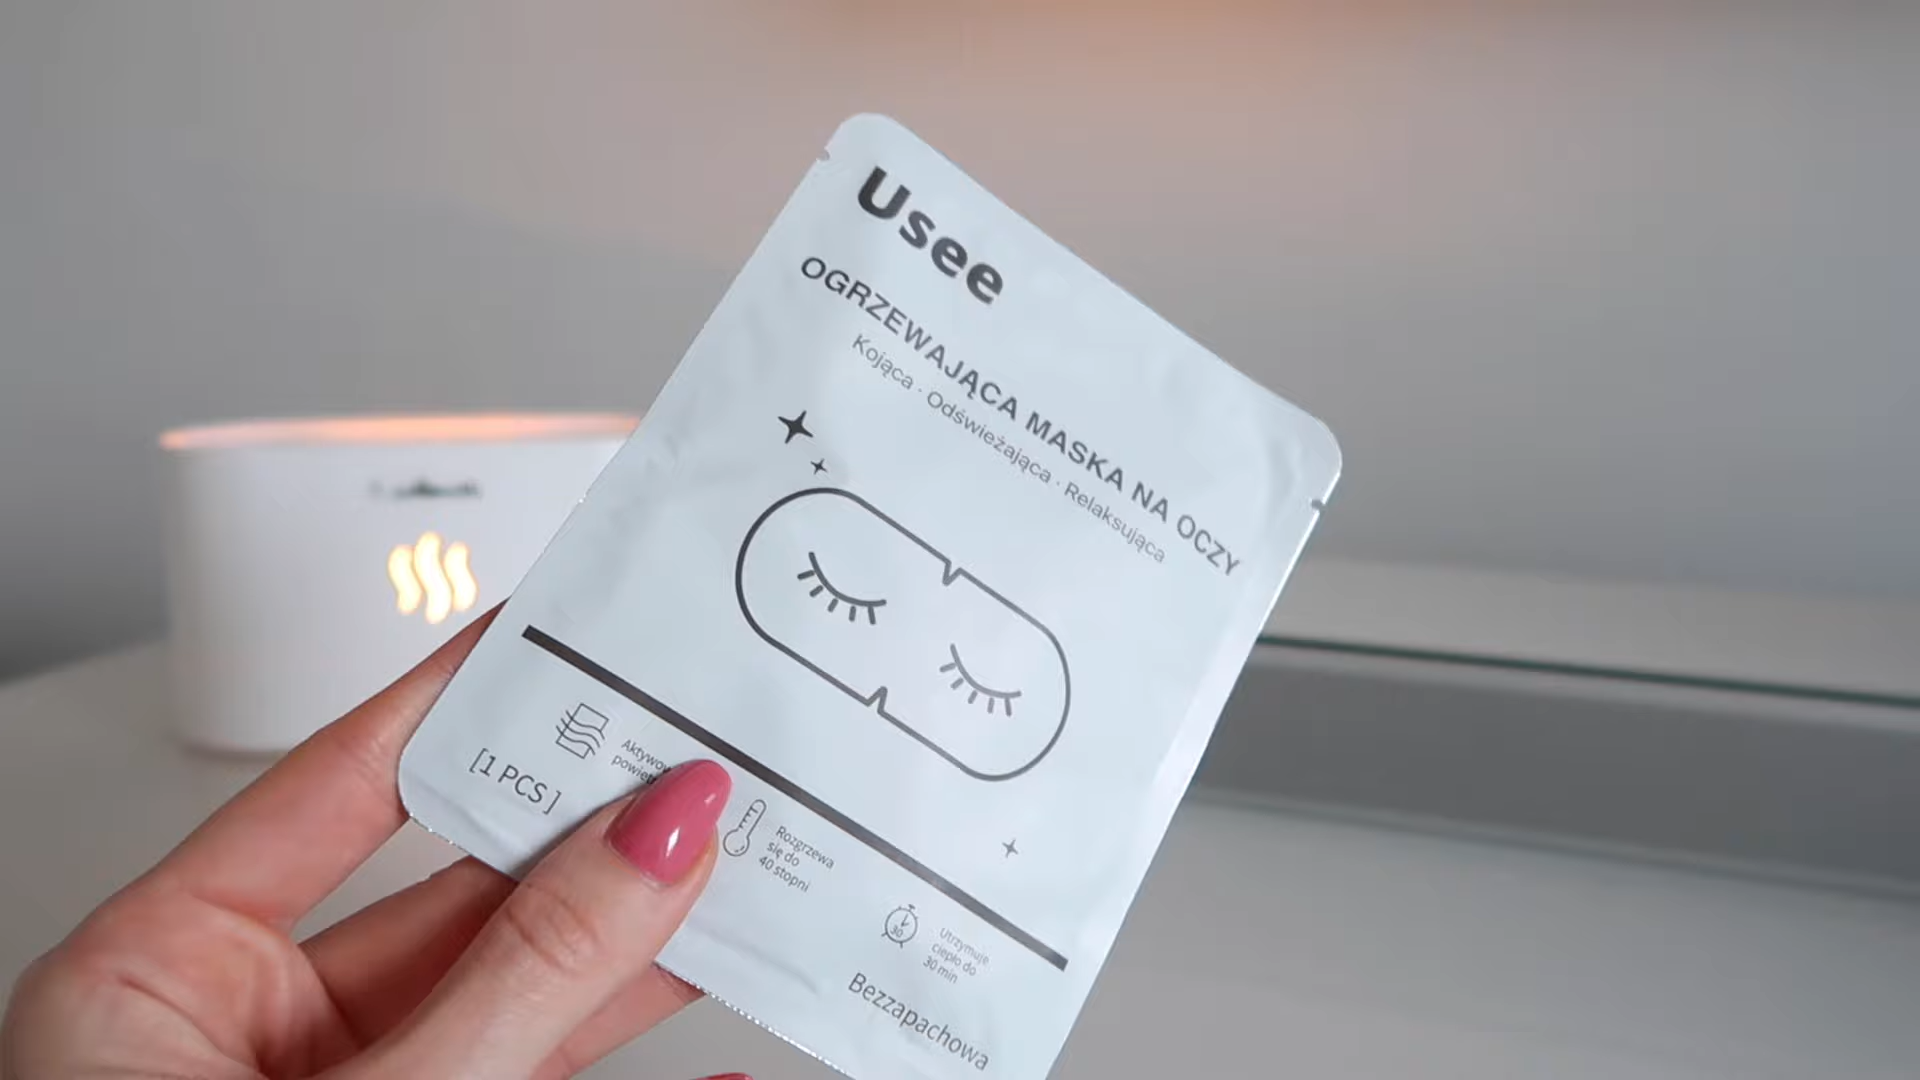 Usee
OGRZEWAJĄCA MASKA NA OCZY
Kojąca · Odświeżająca · Relaksująca
Rozgrzewa
się do
40 stopni
30
Utrzymuje
ciepło do
30 min
[1 PCS]
Bezzapachowa